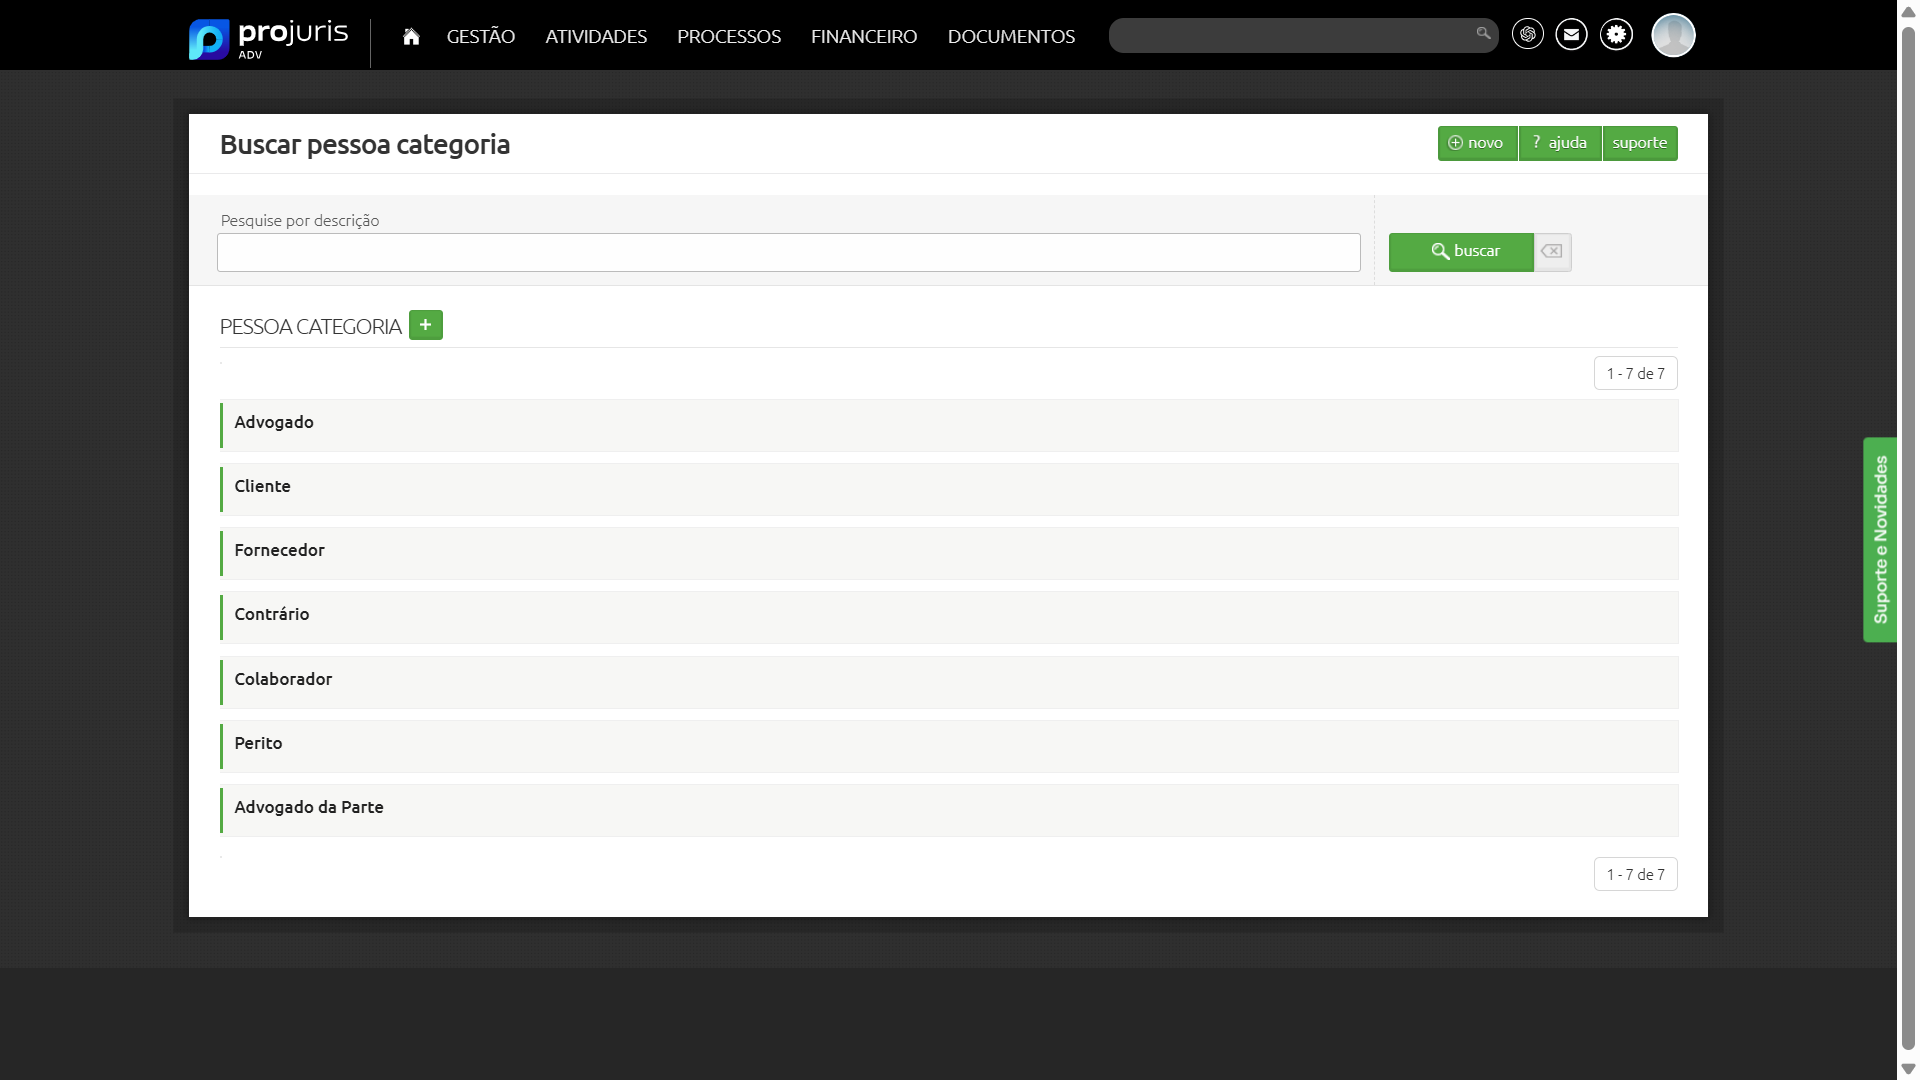 projuris
ADV
GESTÃO
ATIVIDADES
PROCESSOS
FINANCEIRO
DOCUMENTOS
Buscar pessoa categoria
novo
? ajuda
suporte
Pesquise por descrição
buscar
PESSOA CATEGORIA
1 - 7 de 7
Advogado
Cliente
Fornecedor
Contrário
Colaborador
Perito
Advogado da Parte
1 - 7 de 7
Suporte e Novidades